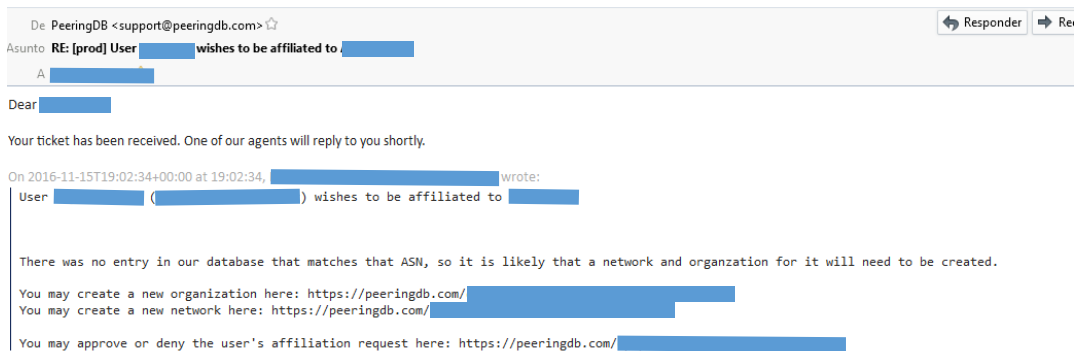 De PeeringDB <support@peeringdb.com>
Responder
Asunto RE: [prod] User wishes to be affiliated to
A
Dear
Your ticket has been received. One of our agents will reply to you shortly.
On 2016-11-15T19:02:34+00:00 at 19:02:34, wrote:
User ( ) wishes to be affiliated to
There was no entry in our database that matches that ASN, so it is likely that a network and organzation for it will need to be created.
You may create a new organization here: https://peeringdb.com/
You may create a new network here: https://peeringdb.com/
You may approve or deny the user's affiliation request here: https://peeringdb.com/